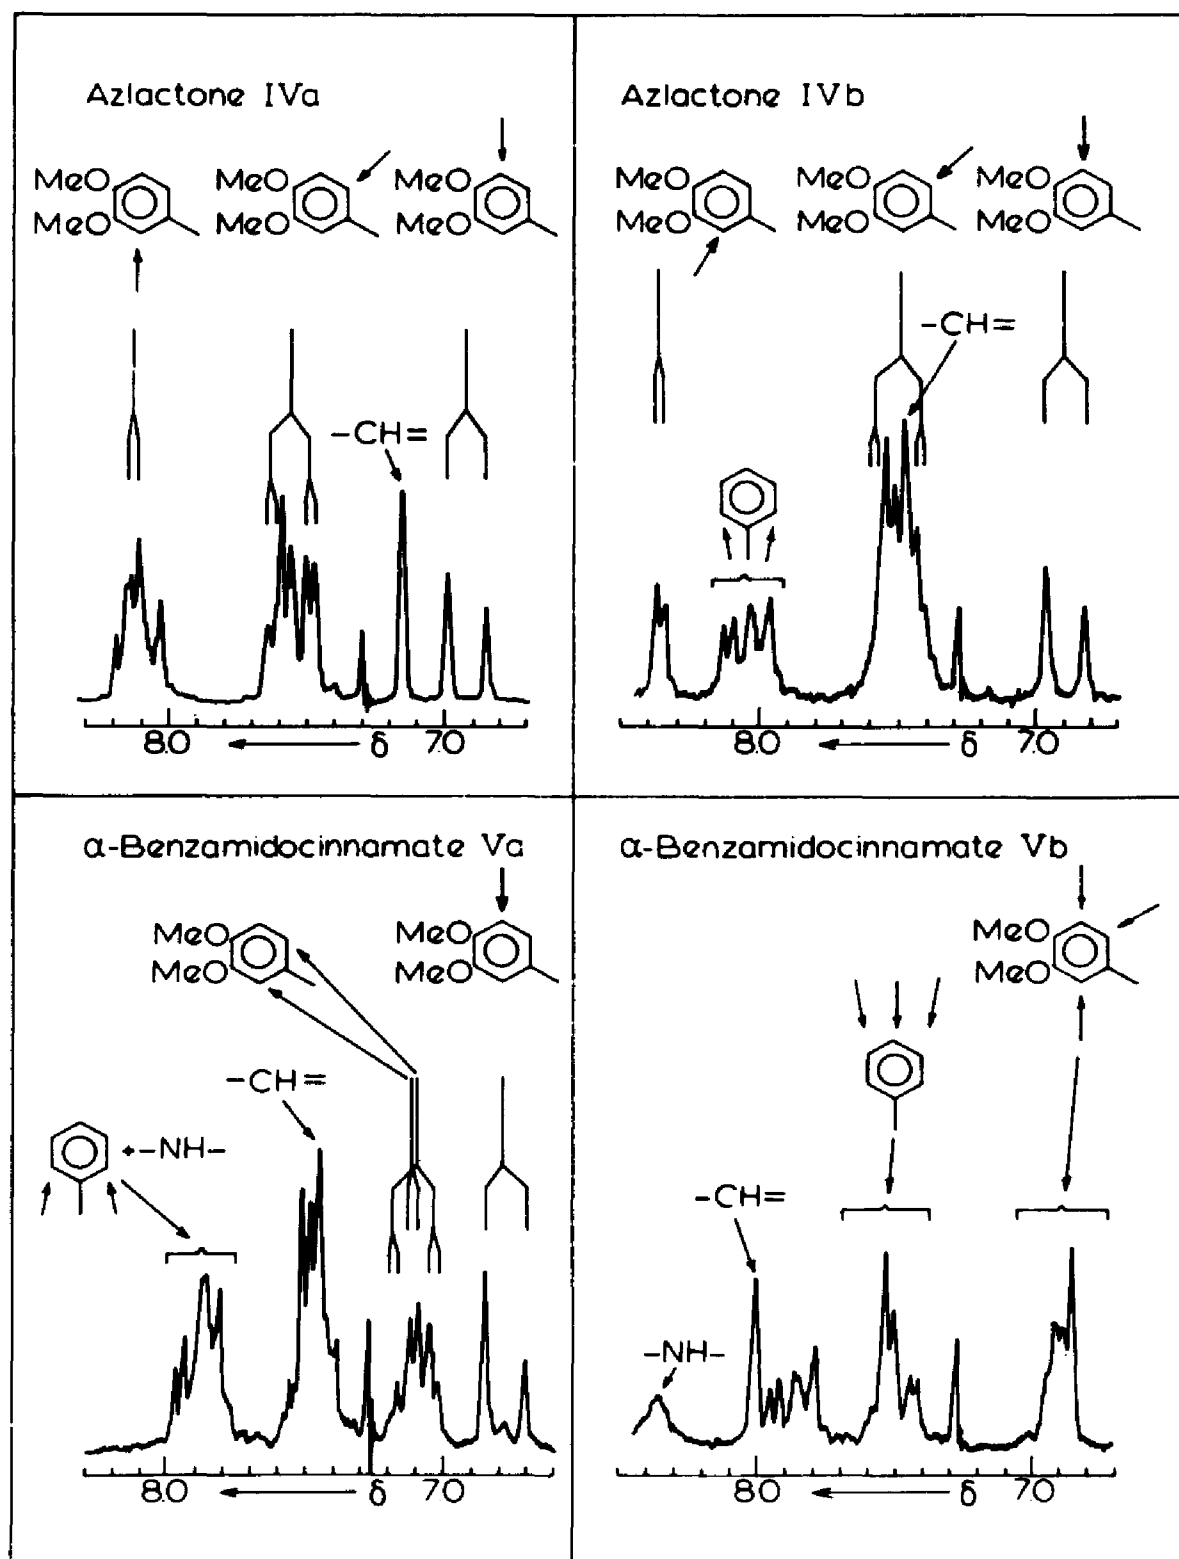 Azlactone IVa
MeO MeO MeO
MeO MeO MeO
-CH=
8.0 δ 7.0
Azlactone IVb
MeO MeO MeO
MeO MeO MeO
-CH=
8.0 δ 7.0
α-Benzamidocinnamate Va
MeO MeO
MeO MeO
-CH=
+-NH-
8.0 δ 7.0
α-Benzamidocinnamate Vb
MeO
MeO
-CH=
-NH-
8.0 δ 7.0